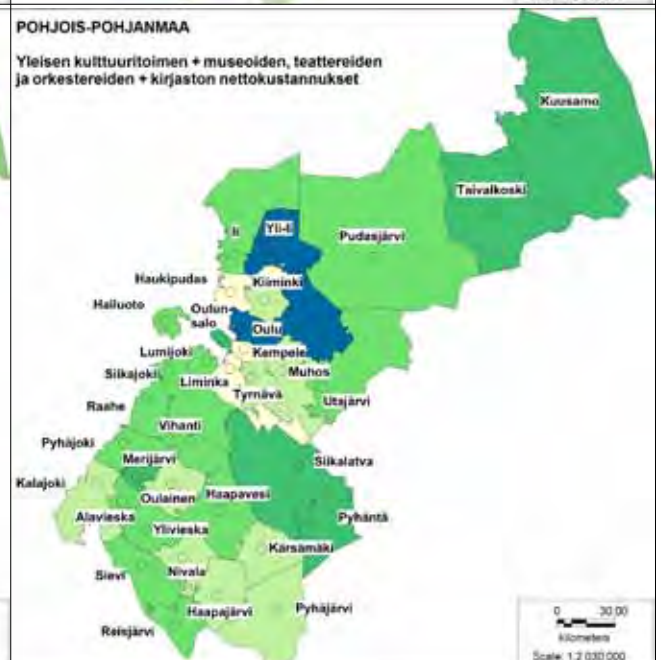 POHJOIS-POHJANMAA
Yleisen kulttuuritoimen + museoiden, teattereiden
ja orkestereiden + kirjaston nettokustannukset
Kuusamo
Taivalkoski
Ii
Yli-Ii
Pudasjärvi
Haukipudas
Kiiminki
Hailuoto
Oulun-
salo
Oulu
Lumijoki
Kempele
Siikajoki
Muhos
Liminka
Tyrnävä
Utajärvi
Raahe
Vihanti
Pyhäjoki
Merijärvi
Siikalatva
Kalajoki
Oulainen
Haapavesi
Alavieska
Pyhäntä
Ylivieska
Kärsämäki
Sievi
Nivala
Haapajärvi
Pyhäjärvi
Reisjärvi
0 30,00
kilometers
Scale: 1:2 030 000